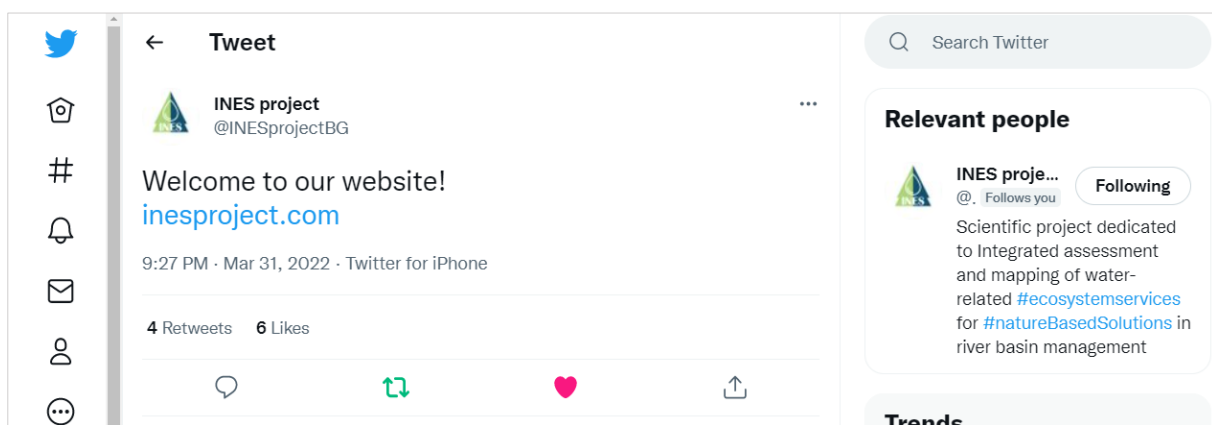 Tweet
INES project
@INESprojectBG
Welcome to our website!
inesproject.com
9:27 PM · Mar 31, 2022 · Twitter for iPhone
4 Retweets 6 Likes
Search Twitter
Relevant people
INES proje...
Following
@. Follows you
Scientific project dedicated
to Integrated assessment
and mapping of water-
related #ecosystemservices
for #natureBasedSolutions in
river basin management
Trends
INES
INES